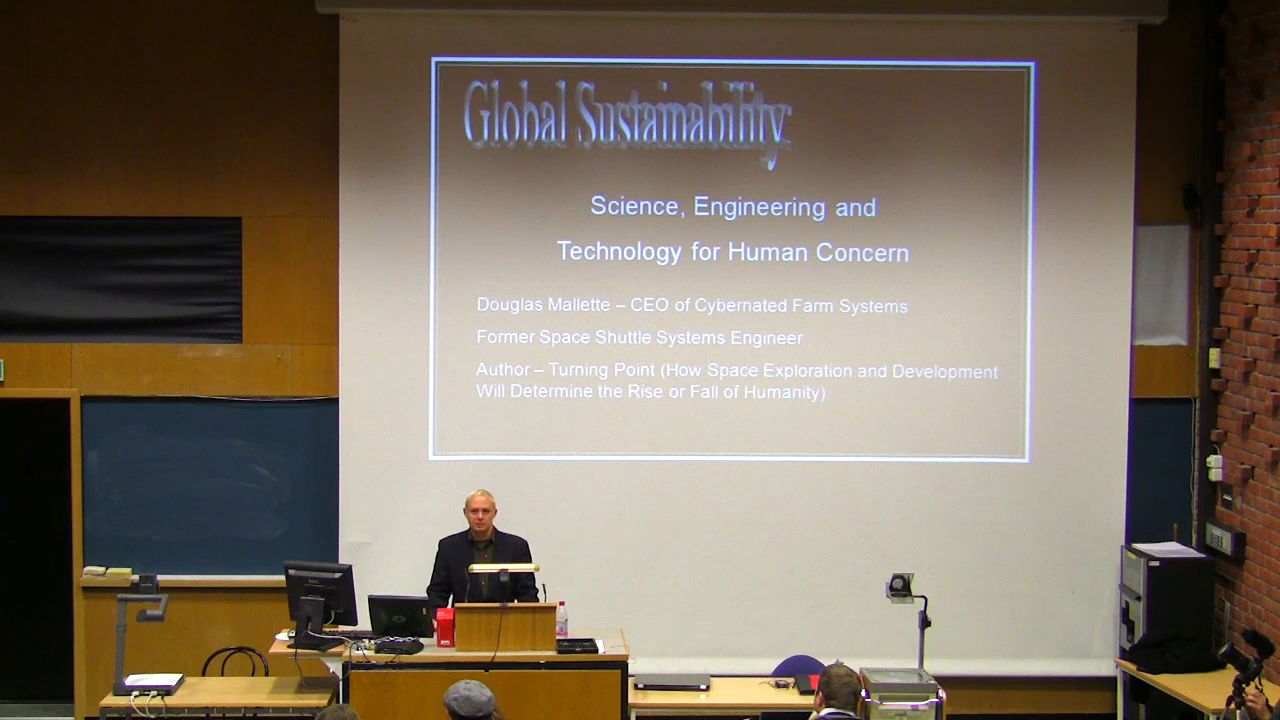 Global Sustainability:
Science, Engineering and
Technology for Human Concern
Douglas Mallette – CEO of Cybernated Farm Systems
Former Space Shuttle Systems Engineer
Author – Turning Point (How Space Exploration and Development
Will Determine the Rise or Fall of Humanity)